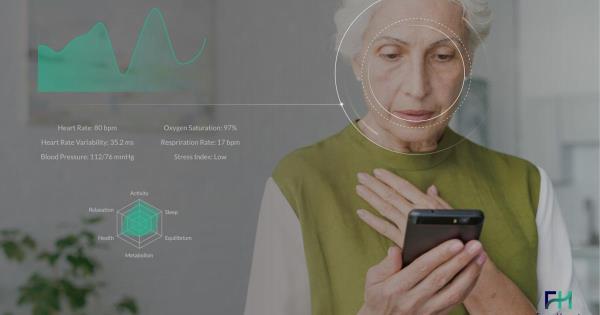 Heart Rate: 80 bpm
Oxygen Saturation: 97%
Heart Rate Variability: 35.2 ms
Respriration Rate: 17 bpm
Blood Pressure: 112/76 mmHg
Stress Index: Low
Activity
Relaxation
Sleep
Health
Equilibrium
Metabolism
FH